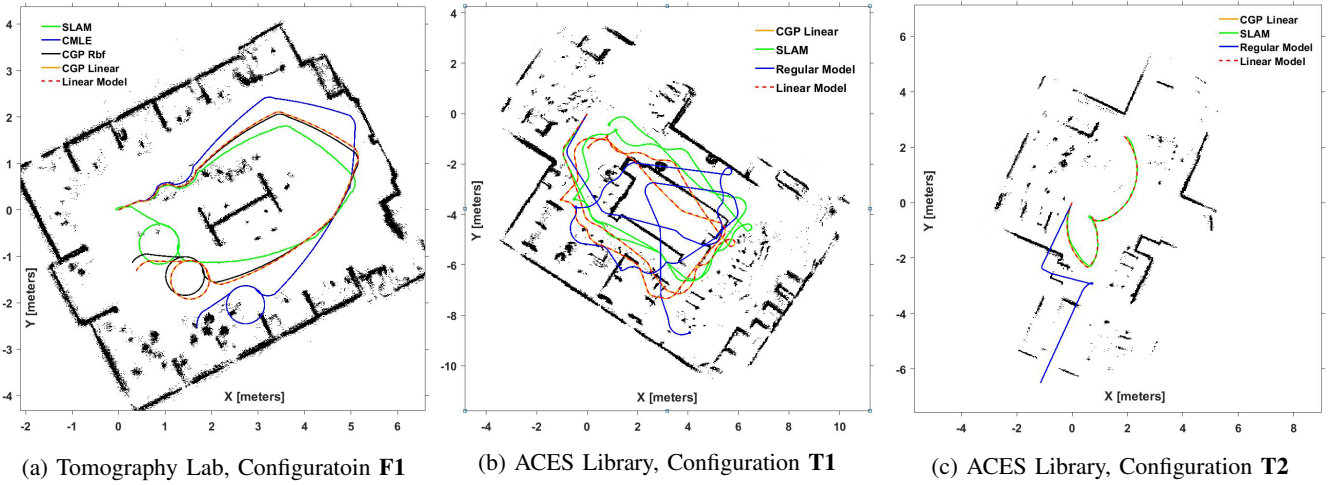 SLAM
CMLE
CGP Rbf
CGP Linear
Linear Model
Y [meters]
X [meters]
4
3
2
1
0
-1
-2
-3
-4
-2 -1 0 1 2 3 4 5 6
(a) Tomography Lab, Configuratoin F1
CGP Linear
SLAM
Regular Model
Linear Model
Y [meters]
X [meters]
4
2
0
-2
-4
-6
-8
-10
-4 -2 0 2 4 6 8 10
(b) ACES Library, Configuration T1
CGP Linear
SLAM
Regular Model
Linear Model
Y [meters]
X [meters]
6
4
2
0
-2
-4
-6
-4 -2 0 2 4 6 8
(c) ACES Library, Configuration T2